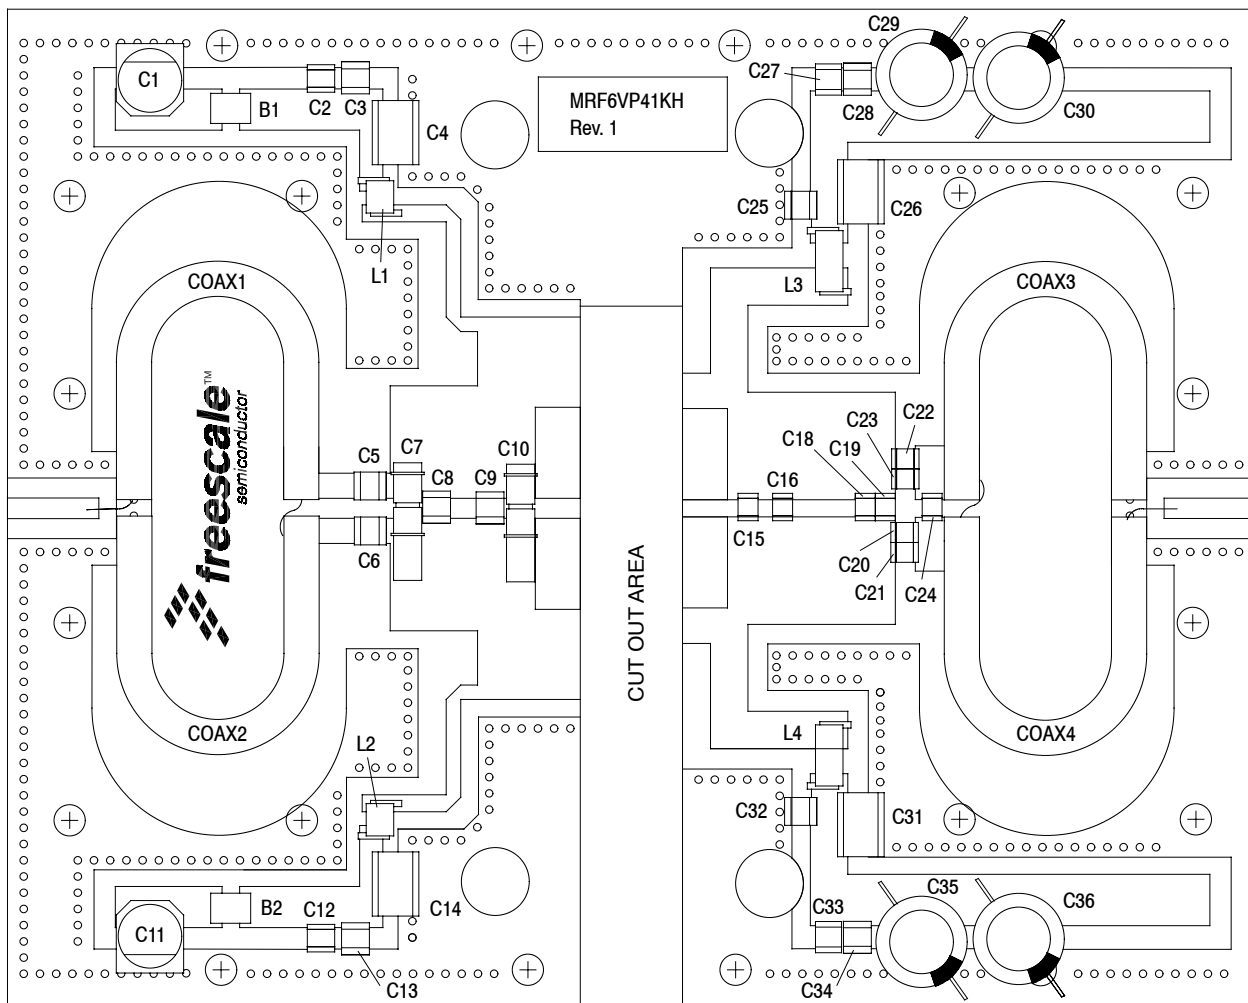 C29
C1
C2
C3
B1
C4
MRF6VP41KH
Rev. 1
C27
C28
C30
C25
C26
L1
L3
COAX1
COAX3
freescale™
semiconductor
C5
C7
C8
C9
C10
C6
C18
C19
C23
C22
C16
C15
C20
C21
C24
CUT OUT AREA
COAX2
COAX4
L2
L4
C32
C31
B2
C12
C14
C11
C13
C33
C34
C35
C36